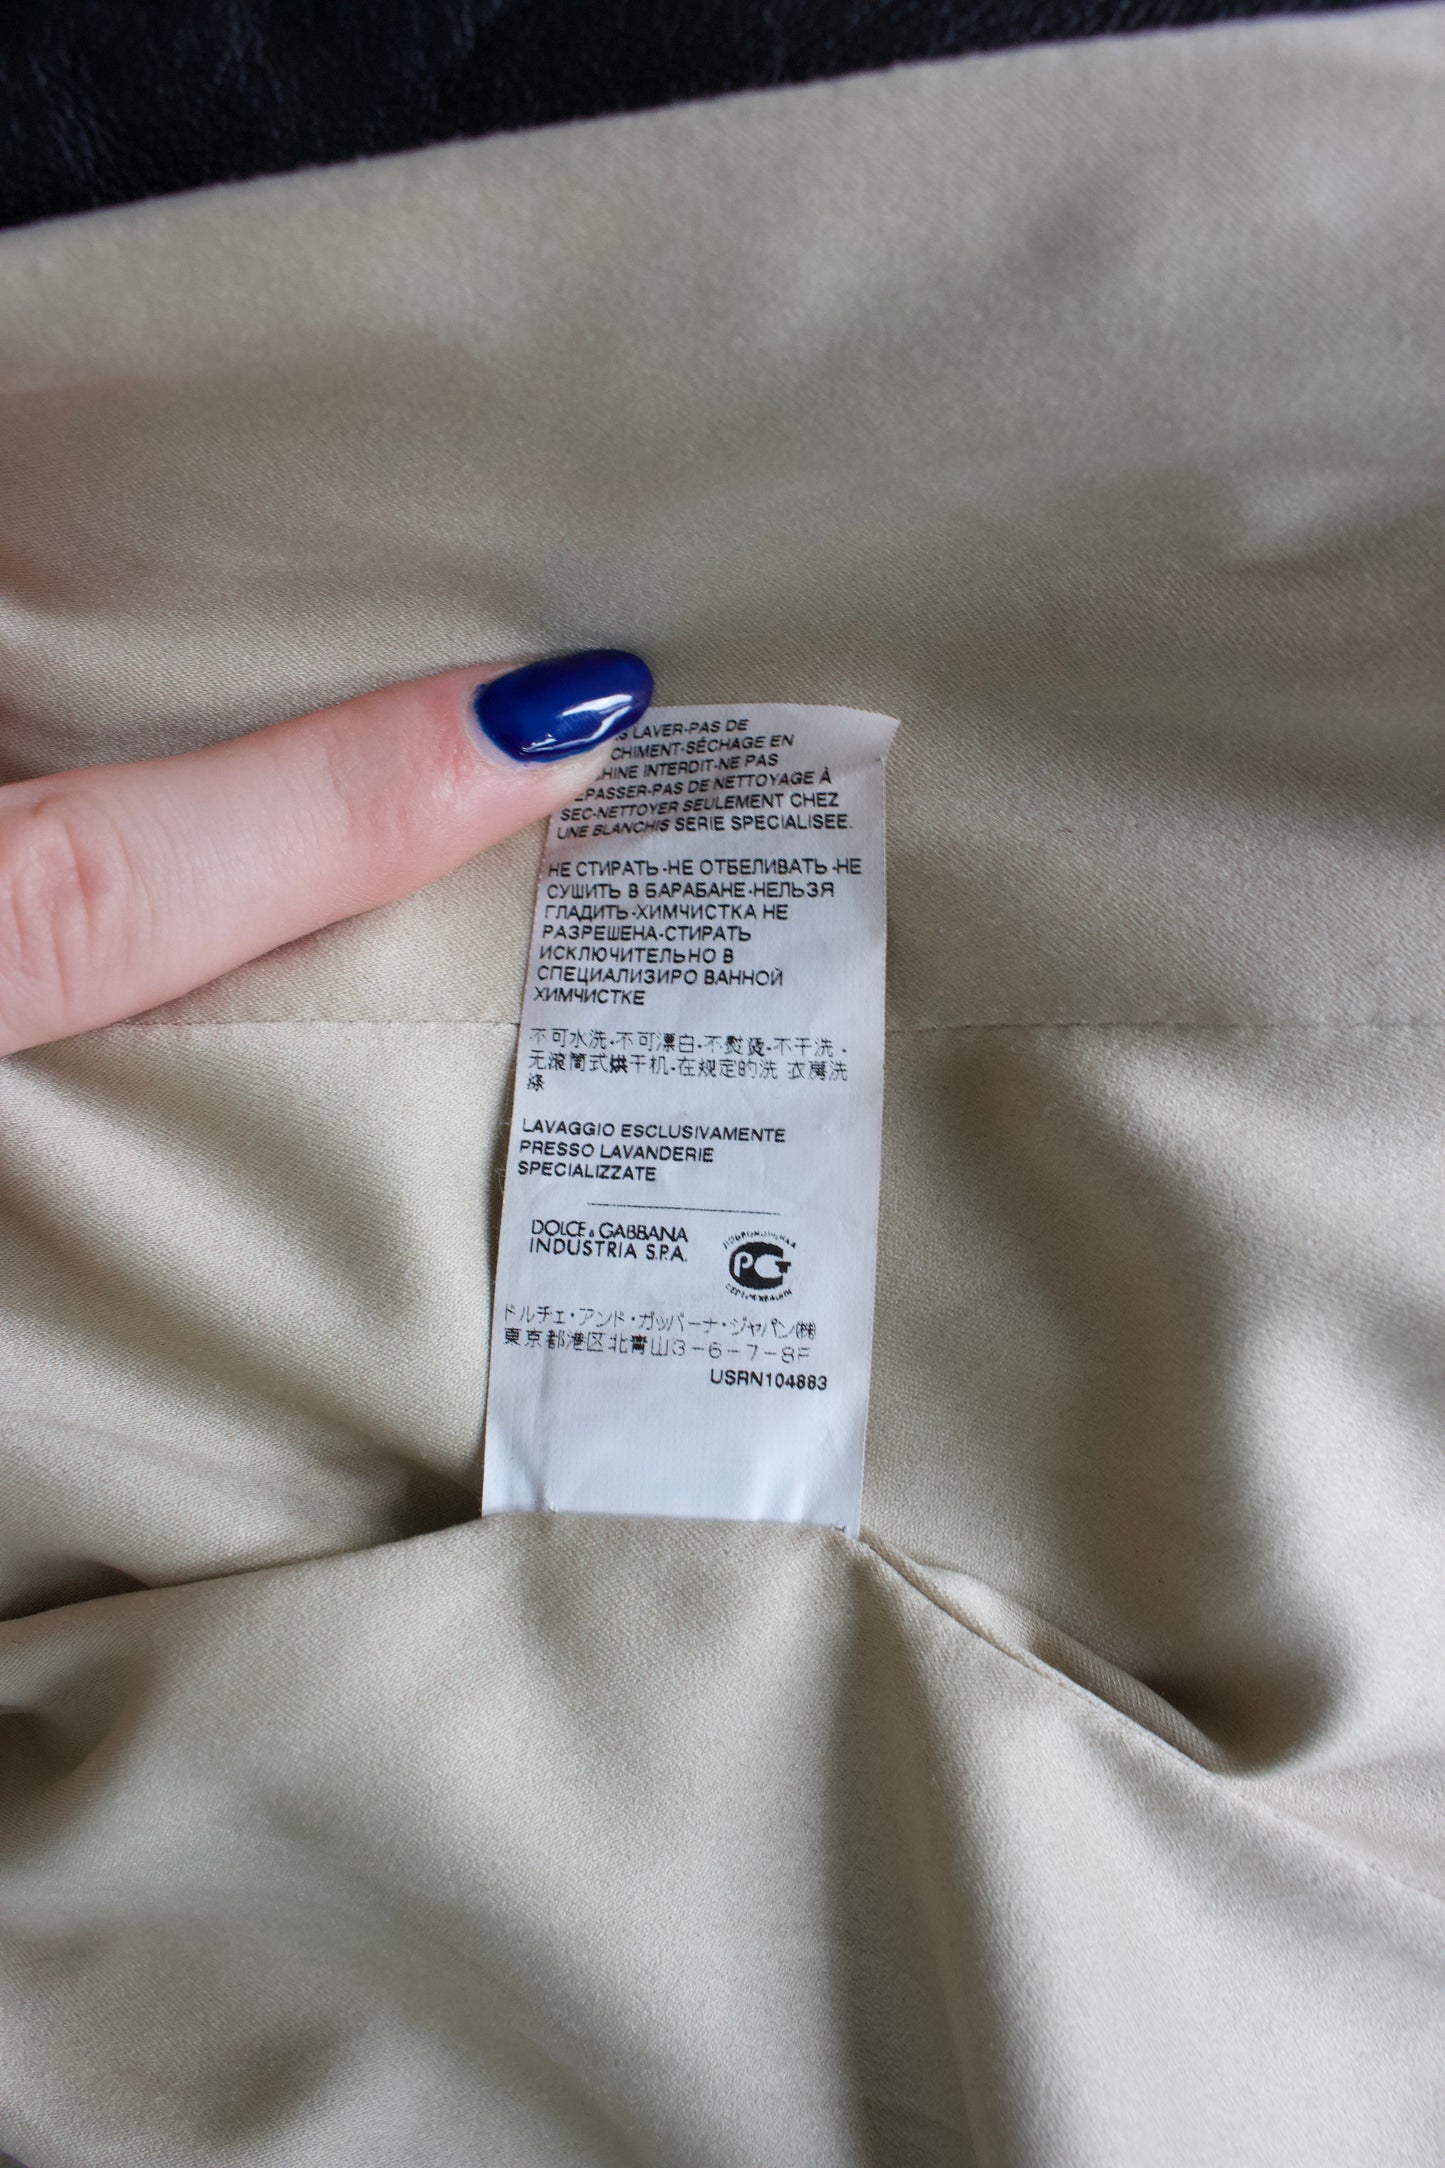 LAVER-PAS DE
CHIMENT-SÉCHAGE EN
HINE INTERDIT-NE PAS
EPASSER-PAS DE NETTOYAGE À
SEC-NETTOYER SEULEMENT CHEZ
UNE BLANCHIS SERIE SPECIALISEE.
НЕ СТИРАТЬ-НЕ ОТБЕЛИВАТЬ-НЕ
СУШИТЬ В БАРАБАНЕ-НЕЛЬЗЯ
ГЛАДИТЬ-ХИМЧИСТКА НЕ
РАЗРЕШЕНА-СТИРАТЬ
ИСКЛЮЧИТЕЛЬНО В
СПЕЦИАЛИЗИРО ВАННОЙ
ХИМЧИСТКЕ
不可水洗-不可漂白-不熨烫-不干洗-
无滚筒式烘干机-在规定的洗 衣房洗
涤
LAVAGGIO ESCLUSIVAMENTE
PRESSO LAVANDERIE
SPECIALIZZATE
DOLCE & GABBANA
INDUSTRIA S.P.A.
РСТ
ドルチェ・アンド・ガッバーナ・ジャパン(株)
東京都港区北青山3-6-7-8F
USRN104883